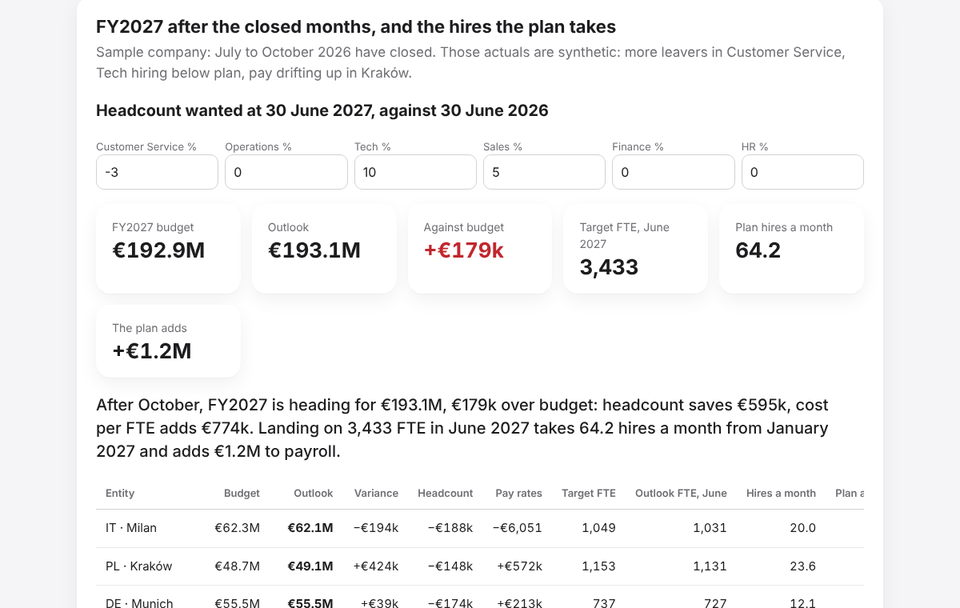 FY2027 after the closed months, and the hires the plan takes
Sample company: July to October 2026 have closed. Those actuals are synthetic: more leavers in Customer Service,
Tech hiring below plan, pay drifting up in Kraków.
Headcount wanted at 30 June 2027, against 30 June 2026
Customer Service % Operations % Tech % Sales % Finance % HR %
-3 0 10 5 0 0
FY2027 budget Outlook Against budget Target FTE, June 2027 Plan hires a month
€192.9M €193.1M +€179k 3,433 64.2
The plan adds
+€1.2M
After October, FY2027 is heading for €193.1M, €179k over budget: headcount saves €595k, cost
per FTE adds €774k. Landing on 3,433 FTE in June 2027 takes 64.2 hires a month from January
2027 and adds €1.2M to payroll.
Entity Budget Outlook Variance Headcount Pay rates Target FTE Outlook FTE, June Hires a month Plan
IT · Milan €62.3M €62.1M −€194k −€188k −€6,051 1,049 1,031 20.0
PL · Kraków €48.7M €49.1M +€424k −€148k +€572k 1,153 1,131 23.6
DE · Munich €55.5M €55.5M +€39k −€174k +€213k 737 727 12.1